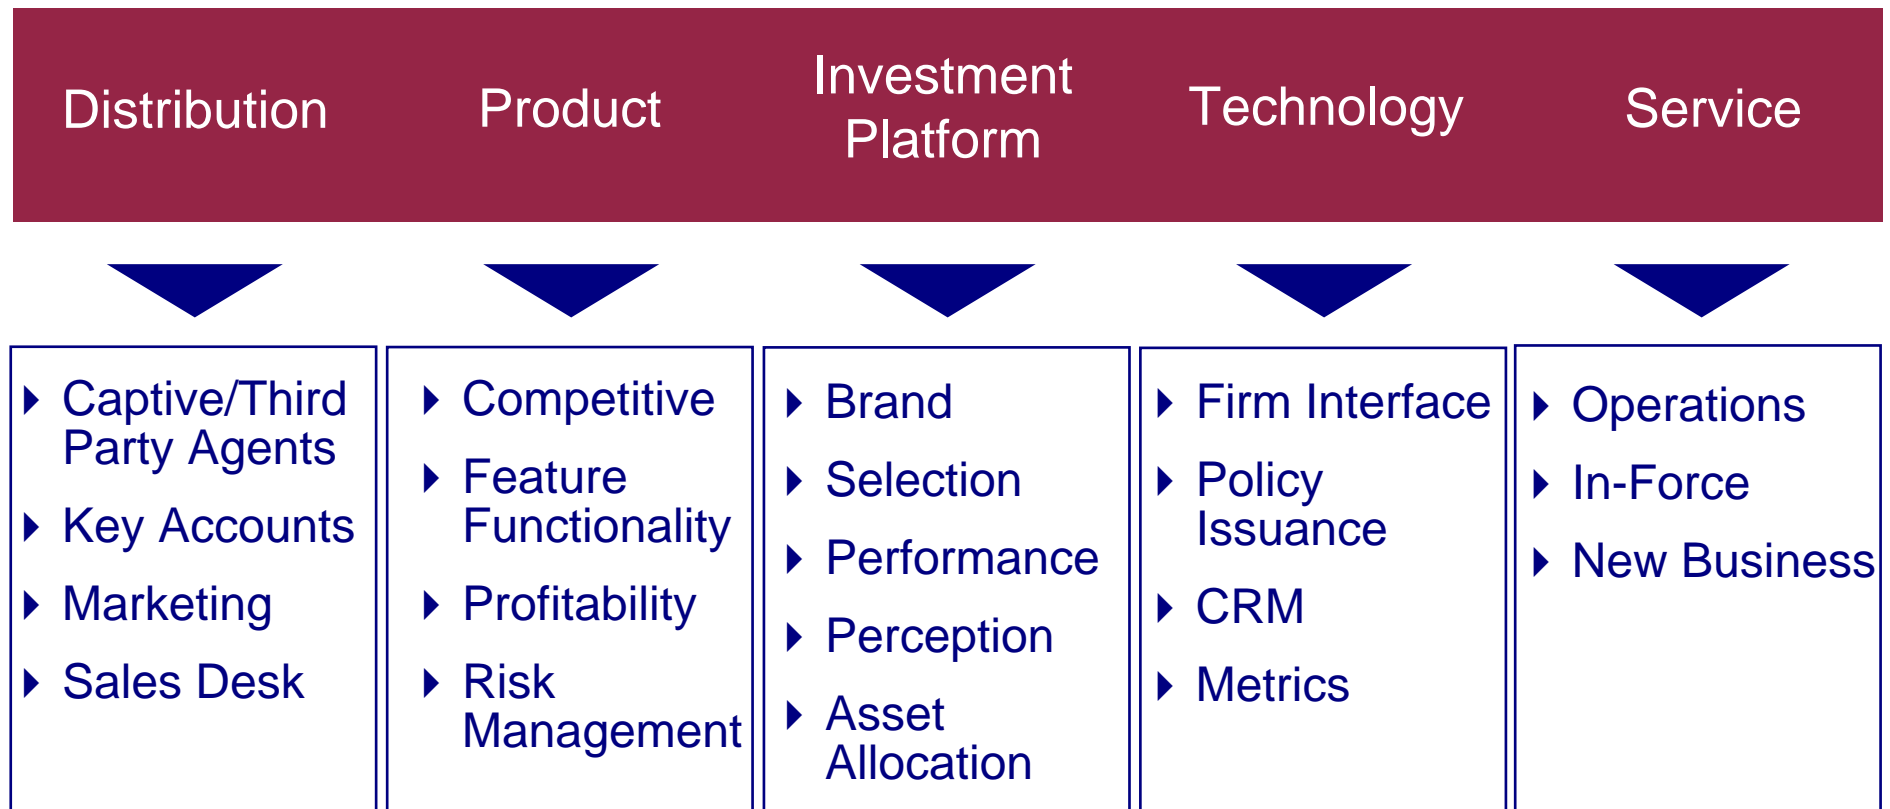 Distribution
Product
Investment
Platform
Technology
Service
Captive/Third
Party Agents
Key Accounts
Marketing
Sales Desk
Competitive
Feature
Functionality
Profitability
Risk
Management
Brand
Selection
Performance
Perception
Asset
Allocation
Firm Interface
Policy
Issuance
CRM
Metrics
Operations
In-Force
New Business